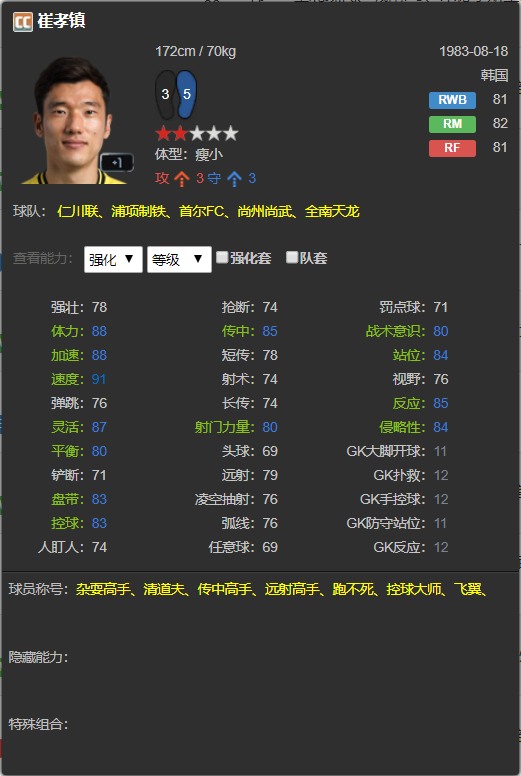 CC 崔孝镇
172cm / 70kg 1983-08-18
韩国
3 5 RWB 81
RM 82
+1 体型：瘦小 RF 81
攻 3 守 3
球队： 仁川联、浦项制铁、首尔FC、尚州尚武、全南天龙
查看能力： 强化 ▼ 等级 ▼ 强化套 队套
强壮：78 抢断：74 罚点球：71
体力：88 传中：85 战术意识：80
加速：88 短传：78 站位：84
速度：91 射术：74 视野：76
弹跳：76 长传：74 反应：85
灵活：87 射门力量：80 侵略性：84
平衡：80 头球：69 GK大脚开球：11
铲断：71 远射：79 GK扑救：12
盘带：83 凌空抽射：76 GK手控球：12
控球：83 弧线：76 GK防守站位：11
人盯人：74 任意球：69 GK反应：12
球员称号：杂耍高手、清道夫、传中高手、远射高手、跑不死、控球大师、飞翼、
隐藏能力：
特殊组合：